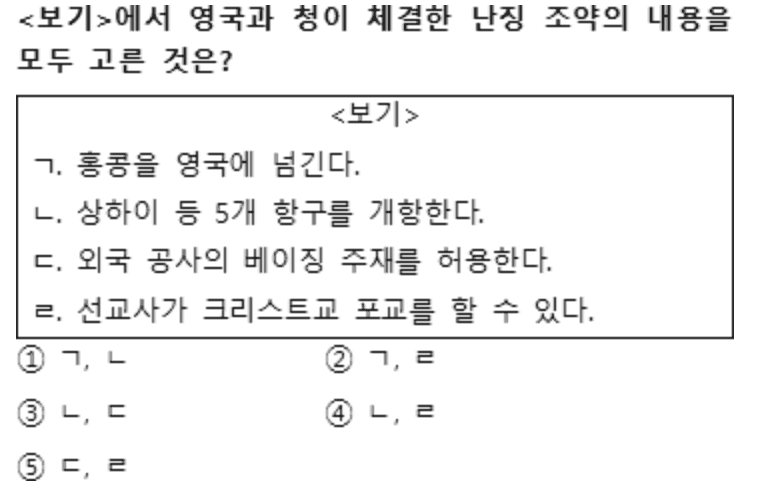 <보기>에서 영국과 청이 체결한 난징 조약의 내용을
모두 고른 것은?
<보기>
ㄱ. 홍콩을 영국에 넘긴다.
ㄴ. 상하이 등 5개 항구를 개항한다.
ㄷ. 외국 공사의 베이징 주재를 허용한다.
ㄹ. 선교사가 크리스트교 포교를 할 수 있다.
① ㄱ, ㄴ ② ㄱ, ㄹ
③ ㄴ, ㄷ ④ ㄴ, ㄹ
⑤ ㄷ, ㄹ